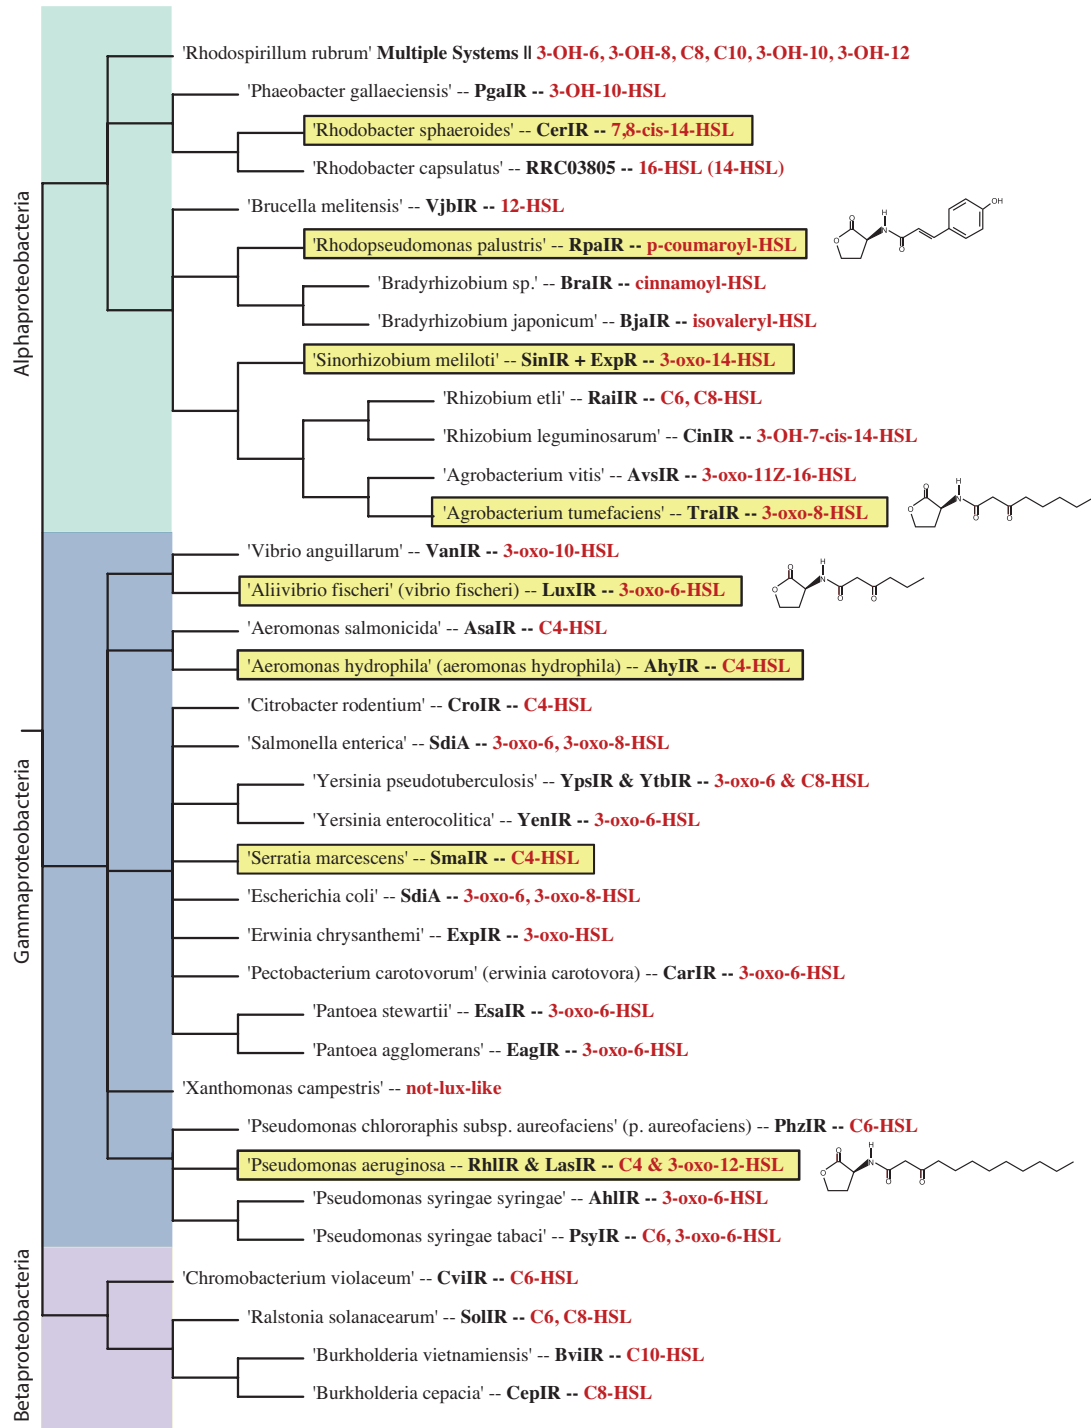 Alphaproteobacteria
'Rhodospirillum rubrum' Multiple Systems || 3-OH-6, 3-OH-8, C8, C10, 3-OH-10, 3-OH-12
'Phaeobacter gallaeciensis' -- PgaIR -- 3-OH-10-HSL
'Rhodobacter sphaeroides' -- CerIR -- 7,8-cis-14-HSL
'Rhodobacter capsulatus' -- RRC03805 -- 16-HSL (14-HSL)
'Brucella melitensis' -- VjbIR -- 12-HSL
'Rhodopseudomonas palustris' -- RpaIR -- p-coumaroyl-HSL
O O H N O OH
'Bradyrhizobium sp.' -- BraIR -- cinnamoyl-HSL
'Bradyrhizobium japonicum' -- BjaIR -- isovaleryl-HSL
'Sinorhizobium meliloti' -- SinIR + ExpR -- 3-oxo-14-HSL
'Rhizobium etli' -- RaiIR -- C6, C8-HSL
'Rhizobium leguminosarum' -- CinIR -- 3-OH-7-cis-14-HSL
'Agrobacterium vitis' -- AvsIR -- 3-oxo-11Z-16-HSL
'Agrobacterium tumefaciens' -- TraIR -- 3-oxo-8-HSL
O O H N O O
Gammaproteobacteria
'Vibrio anguillarum' -- VanIR -- 3-oxo-10-HSL
'Aliivibrio fischeri' (vibrio fischeri) -- LuxIR -- 3-oxo-6-HSL
O O H N O O
'Aeromonas salmonicida' -- AsaIR -- C4-HSL
'Aeromonas hydrophila' (aeromonas hydrophila) -- AhyIR -- C4-HSL
'Citrobacter rodentium' -- CroIR -- C4-HSL
'Salmonella enterica' -- SdiA -- 3-oxo-6, 3-oxo-8-HSL
'Yersinia pseudotuberculosis' -- YpsIR & YtbIR -- 3-oxo-6 & C8-HSL
'Yersinia enterocolitica' -- YenIR -- 3-oxo-6-HSL
'Serratia marcescens' -- SmaIR -- C4-HSL
'Escherichia coli' -- SdiA -- 3-oxo-6, 3-oxo-8-HSL
'Erwinia chrysanthemi' -- ExpIR -- 3-oxo-HSL
'Pectobacterium carotovorum' (erwinia carotovora) -- CarIR -- 3-oxo-6-HSL
'Pantoea stewartii' -- EsaIR -- 3-oxo-6-HSL
'Pantoea agglomerans' -- EagIR -- 3-oxo-6-HSL
'Xanthomonas campestris' -- not-lux-like
'Pseudomonas chlororaphis subsp. aureofaciens' (p. aureofaciens) -- PhzIR -- C6-HSL
'Pseudomonas aeruginosa -- RhlIR & LasIR -- C4 & 3-oxo-12-HSL
O O H N O O
'Pseudomonas syringae syringae' -- AhlIR -- 3-oxo-6-HSL
'Pseudomonas syringae tabaci' -- PsyIR -- C6, 3-oxo-6-HSL
Betaproteobacteria
'Chromobacterium violaceum' -- CviIR -- C6-HSL
'Ralstonia solanacearum' -- SolIR -- C6, C8-HSL
'Burkholderia vietnamiensis' -- BviIR -- C10-HSL
'Burkholderia cepacia' -- CepIR -- C8-HSL